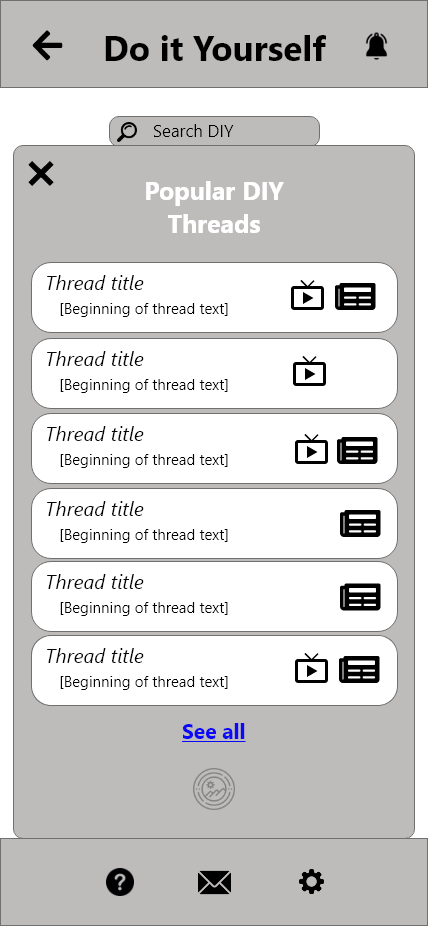 Do it Yourself
Search DIY
Popular DIY
Threads
Thread title
[Beginning of thread text]
Thread title
[Beginning of thread text]
Thread title
[Beginning of thread text]
Thread title
[Beginning of thread text]
Thread title
[Beginning of thread text]
Thread title
[Beginning of thread text]
See all
?